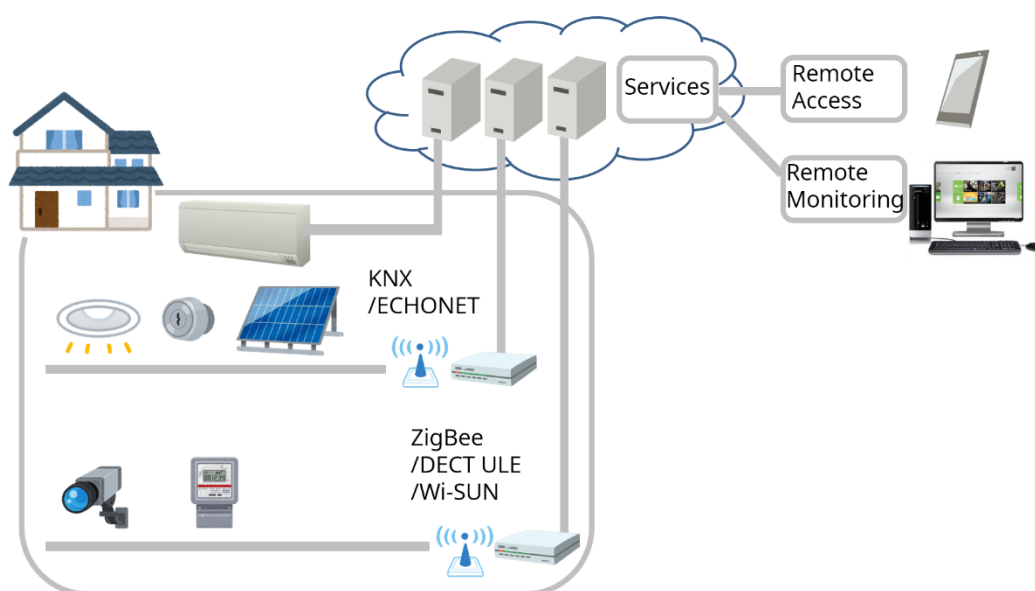 Services
Remote
Access
Remote
Monitoring
KNX
/ECHONET
ZigBee
/DECT ULE
/Wi-SUN